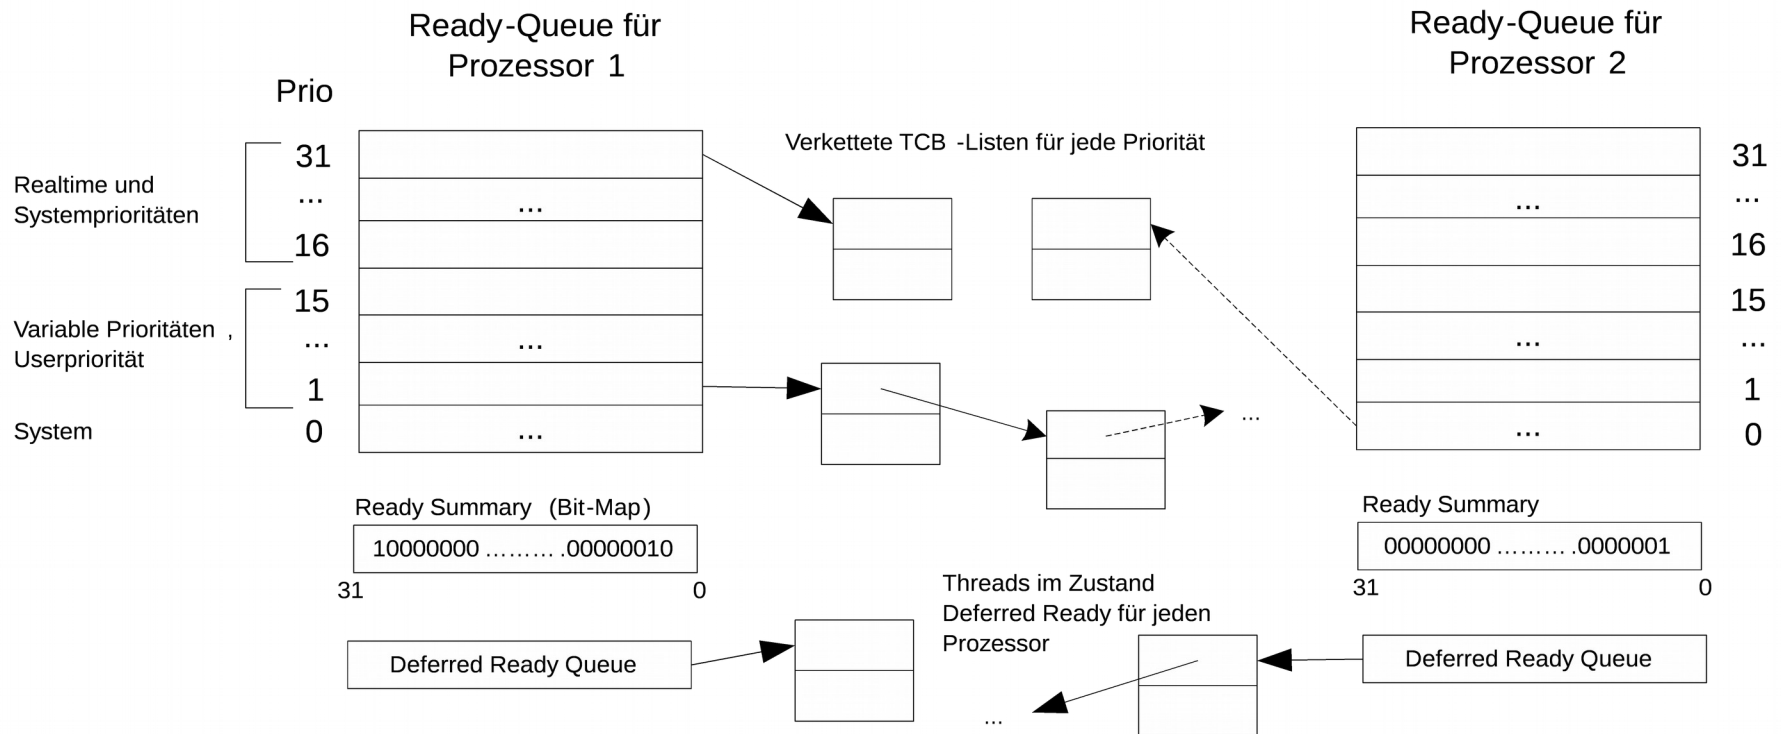 Ready-Queue für
Prozessor 1
Ready-Queue für
Prozessor 2
Prio
Verkettete TCB -Listen für jede Priorität
Realtime und
Systemprioritäten
31
...
16
...
31
...
16
...
Variable Prioritäten ,
Userpriorität
15
...
1
...
15
...
1
...
System
0
...
...
...
0
Ready Summary (Bit-Map)
10000000 ......... .00000010
31
0
Ready Summary
00000000 ......... .0000001
31
0
Threads im Zustand
Deferred Ready für jeden
Prozessor
Deferred Ready Queue
...
Deferred Ready Queue